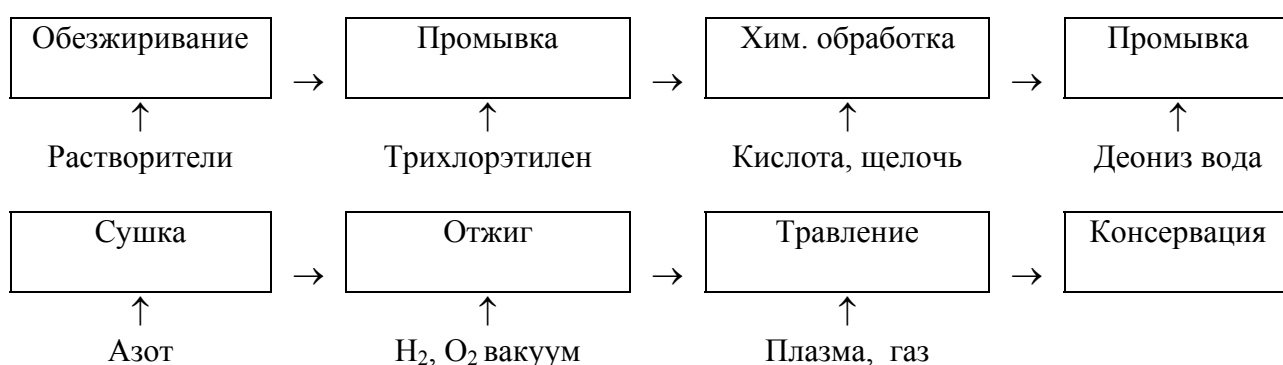 Обезжиривание → Промывка → Хим. обработка → Промывка
↑ ↑ ↑ ↑
Растворители Трихлорэтилен Кислота, щелочь Деониз вода
Сушка → Отжиг → Травление → Консервация
↑ ↑ ↑
Азот H₂, O₂ вакуум Плазма, газ